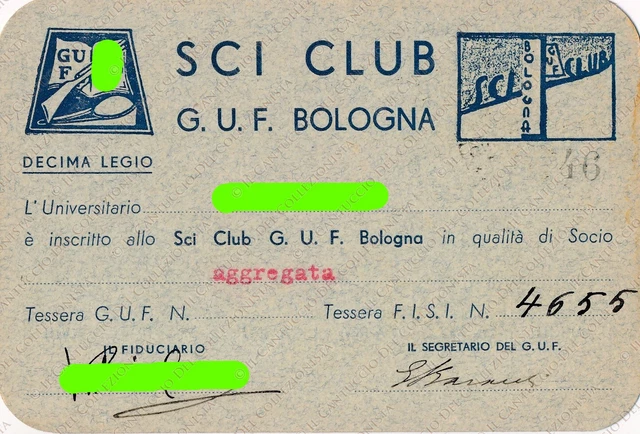 GU
F
SCI CLUB
G. U. F. BOLOGNA
SCI BOLOGNA GUF CLUB
DECIMA LEGIO
46
L'Universitario
è inscritto allo Sci Club G. U. F. Bologna in qualità di Socio
aggregata
Tessera G. U. F. N. Tessera F. I. S. I. N. 4655
IL FIDUCIARIO IL SEGRETARIO DEL G. U. F.